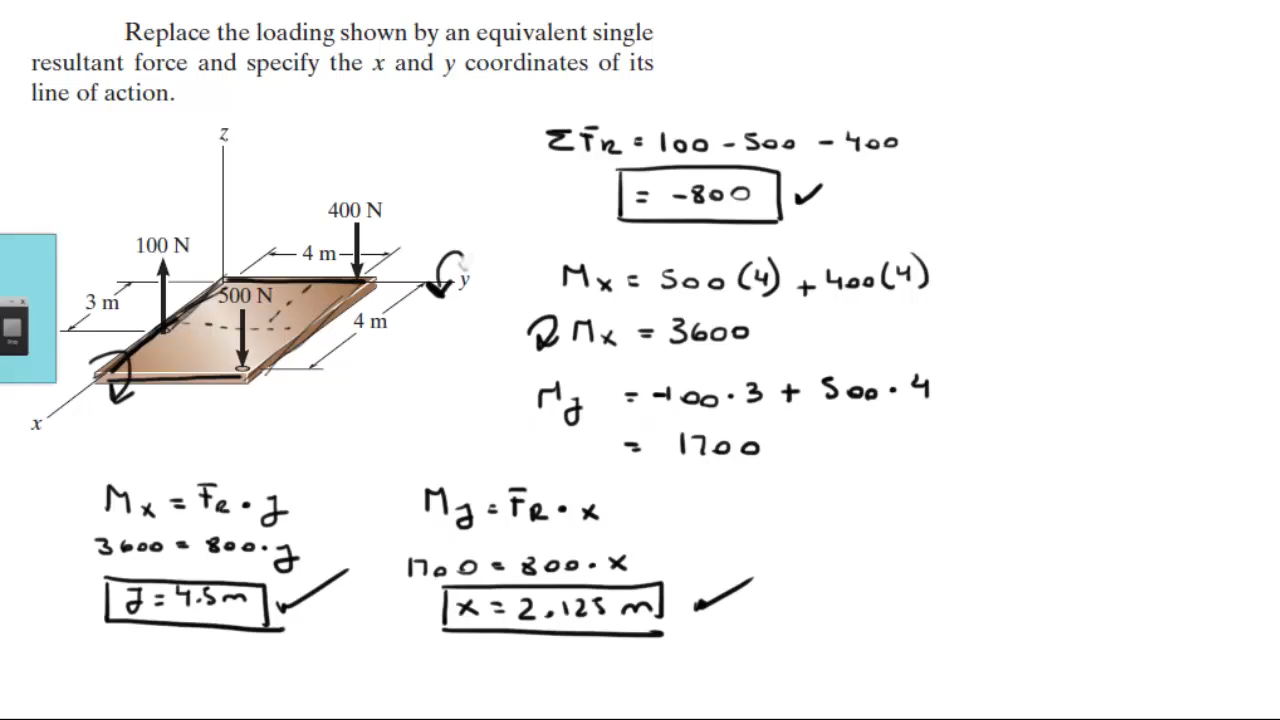 Replace the loading shown by an equivalent single
resultant force and specify the x and y coordinates of its
line of action.
z
400 N
100 N
4 m
y
500 N
3 m
4 m
x
ΣFR = 100 - 500 - 400
= -800 ✓
Mx = 500 (4) + 400 (4)
Mx = 3600
My = -100 · 3 + 500 · 4
= 1700
Mx = FR · y
3600 = 800 · y
y = 4.5m ✓
My = FR · x
1700 = 800 · x
x = 2.125 m ✓